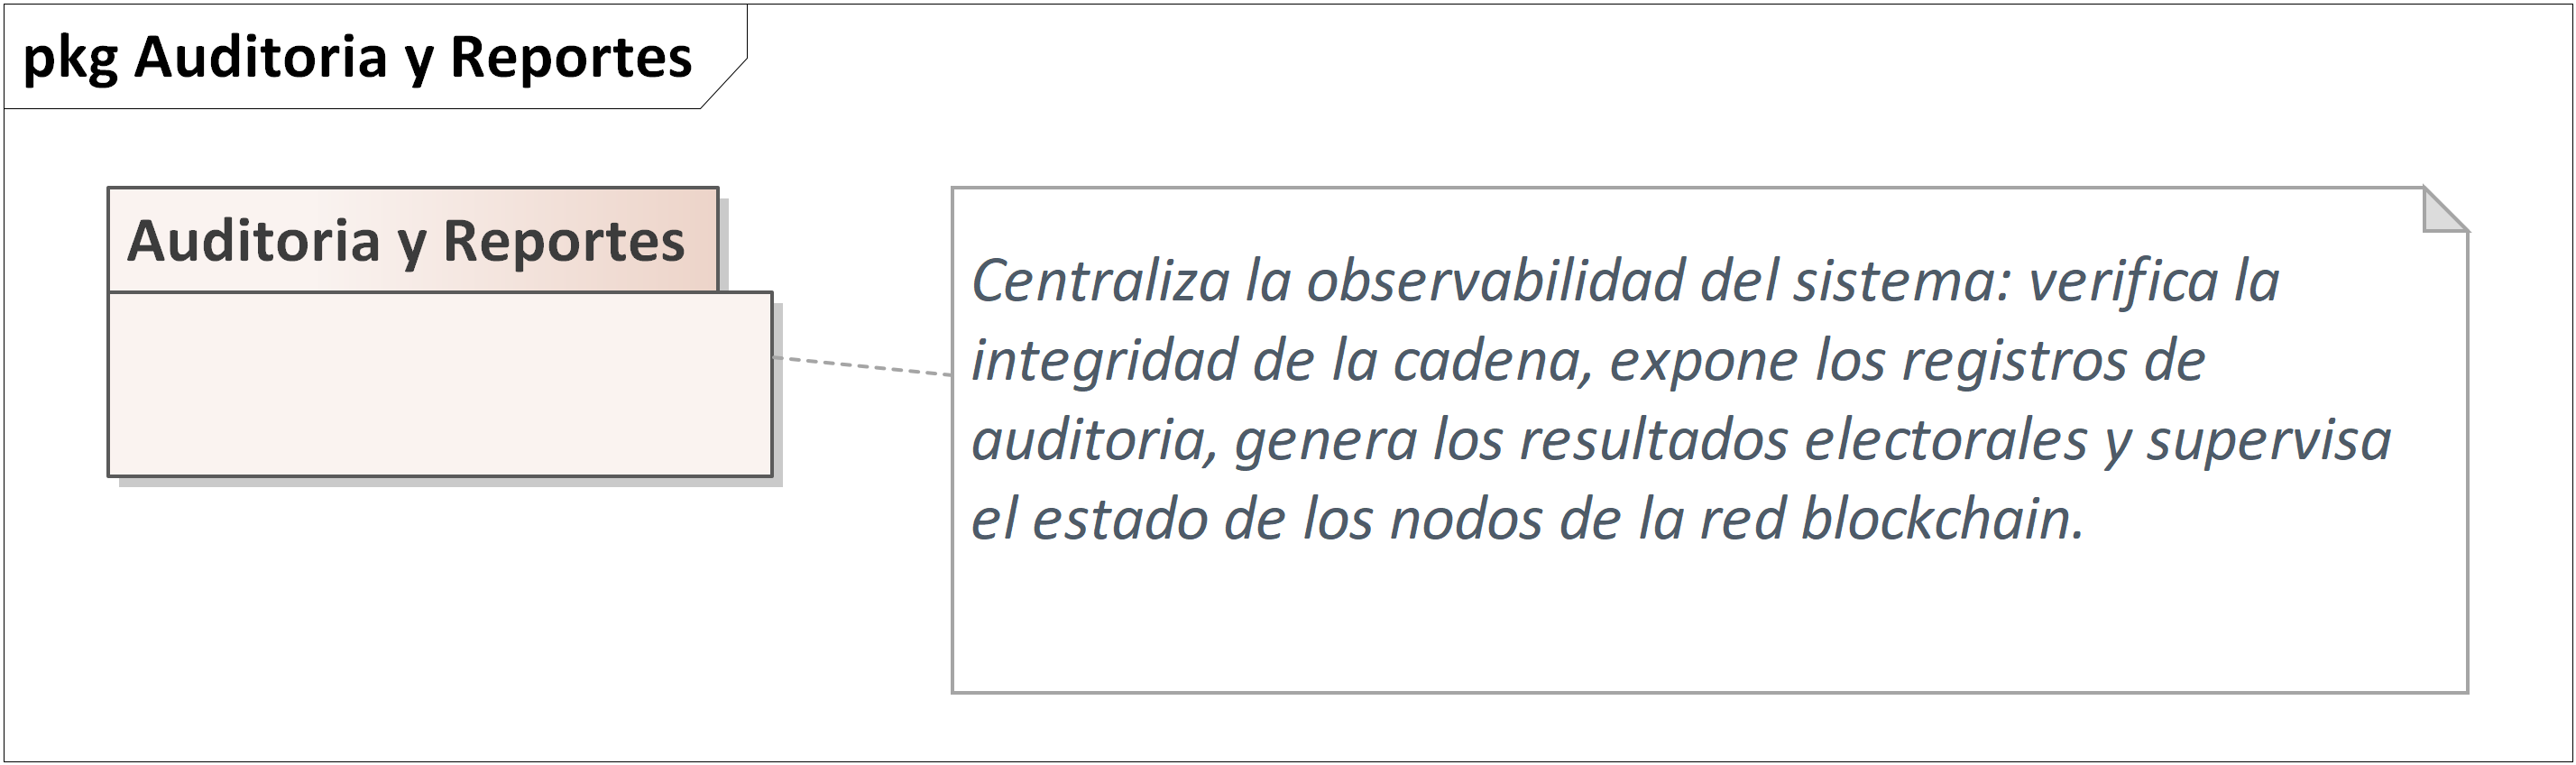 pkg Auditoria y Reportes
Auditoria y Reportes
Centraliza la observabilidad del sistema: verifica la
integridad de la cadena, expone los registros de
auditoria, genera los resultados electorales y supervisa
el estado de los nodos de la red blockchain.